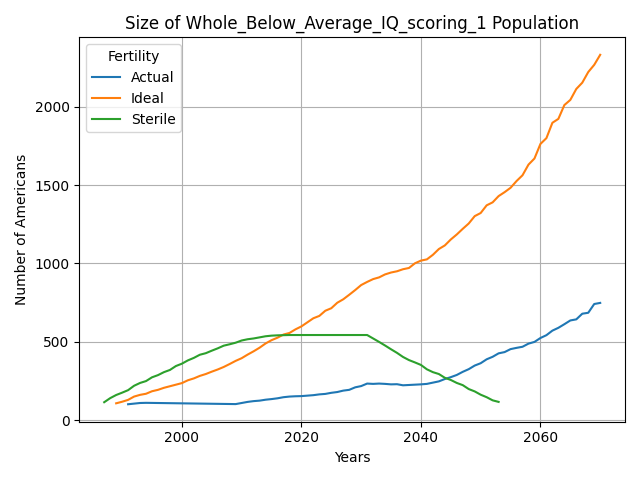 Size of Whole_Below_Average_IQ_scoring_1 Population
Fertility
Actual
Ideal
Sterile
Number of Americans
2000
1500
1000
500
0
2000 2020 2040 2060
Years